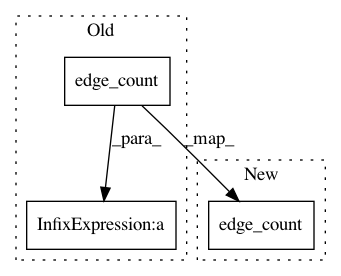 Old
edge_count
_para_
_map_
New
InfixExpression:a
edge_count